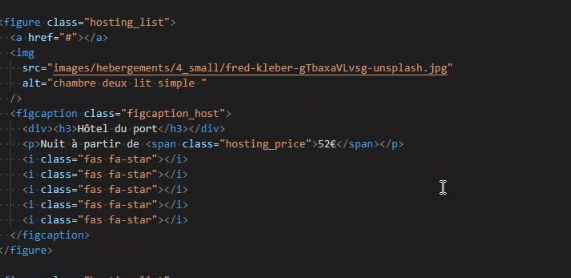 <figure class="hosting_list">
<a href="#"></a>
<img
src="images/hebergements/4_small/fred-kleber-gTbaxaVLvsg-unsplash.jpg"
alt="chambre deux lit simple "
/>
<figcaption class="figcaption_host">
<div><h3>Hôtel du port</h3></div>
<p>Nuit à partir de <span class="hosting_price">52€</span></p>
<i class="fas fa-star"></i>
<i class="fas fa-star"></i>
<i class="fas fa-star"></i>
<i class="fas fa-star"></i>
<i class="fas fa-star"></i>
</figcaption>
</figure>